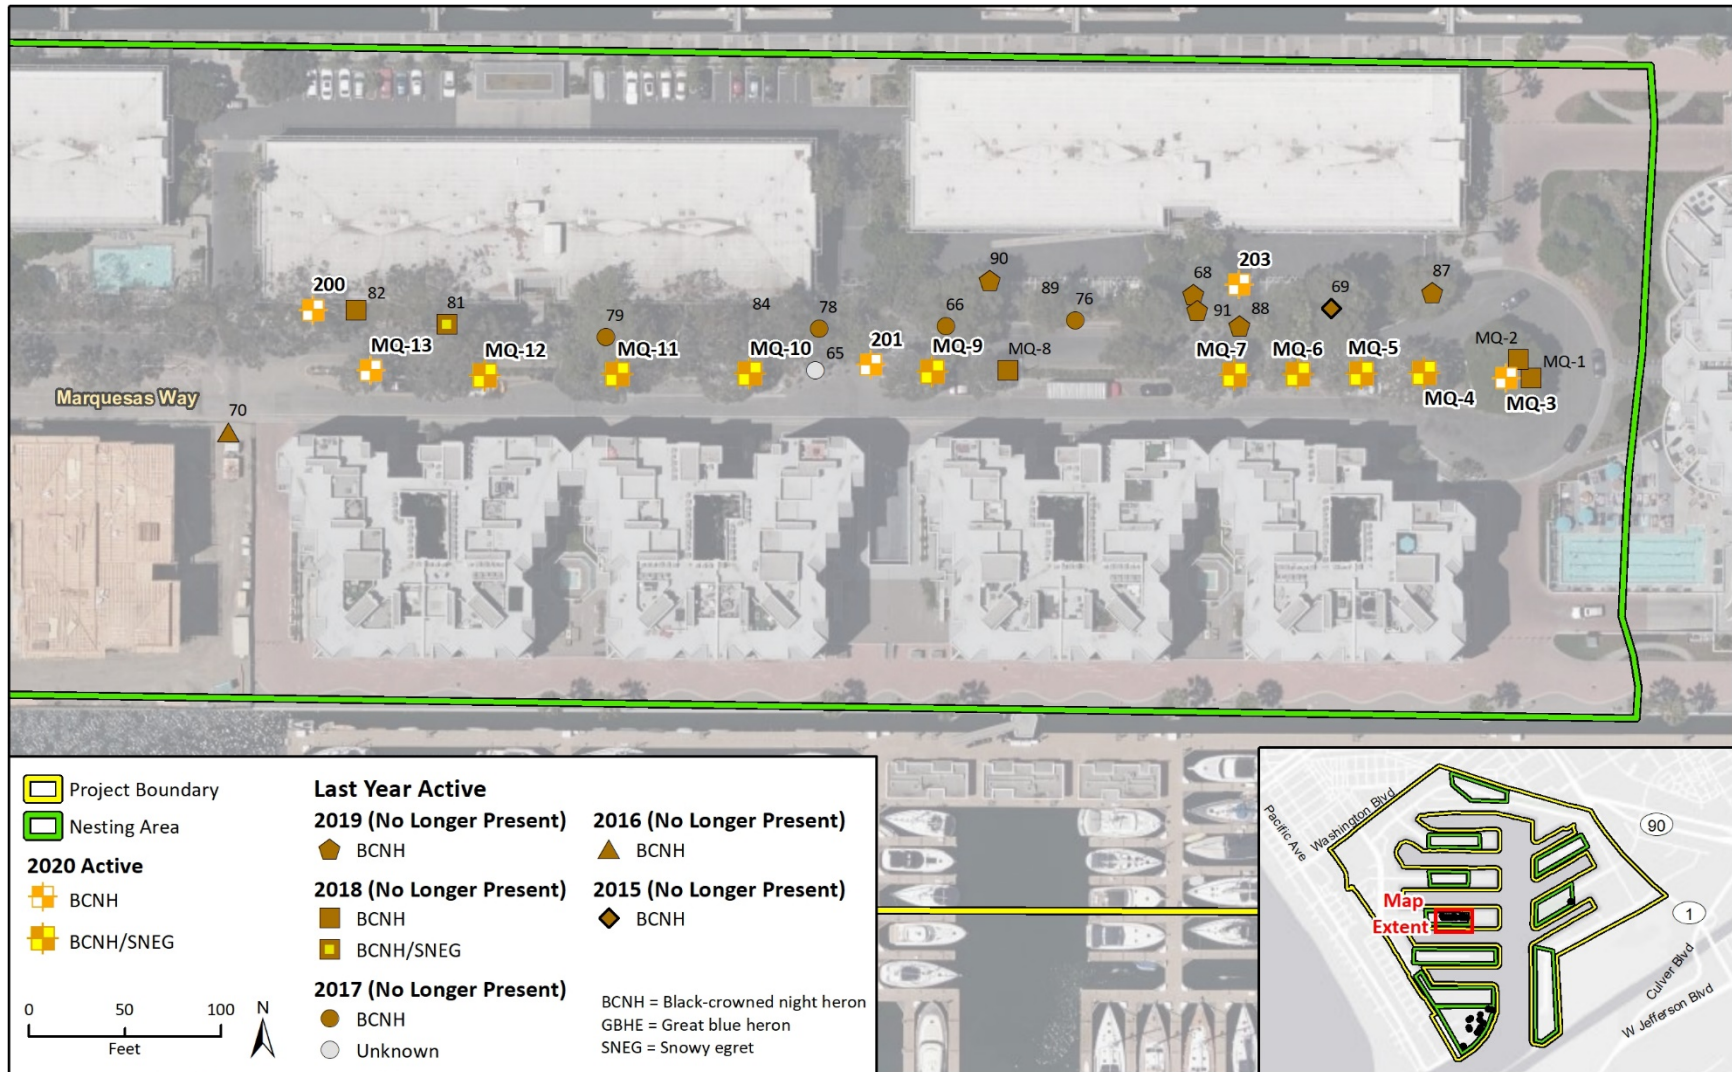 90
68
203
87
89
76
69
200
82
81
84
78
66
79
91
88
MQ-13
MQ-12
MQ-11
MQ-10
65
201
MQ-9
MQ-8
MQ-7
MQ-6
MQ-5
MQ-4
MQ-2
MQ-1
MQ-3
Marquesas Way
70
Project Boundary
Nesting Area
2020 Active
BCNH
BCNH/SNEG
0 50 100
Feet
N
Last Year Active
2019 (No Longer Present)
BCNH
2018 (No Longer Present)
BCNH
BCNH/SNEG
2017 (No Longer Present)
BCNH
Unknown
2016 (No Longer Present)
BCNH
2015 (No Longer Present)
BCNH
BCNH = Black-crowned night heron
GBHE = Great blue heron
SNEG = Snowy egret
Pacific Ave
Washington Blvd
90
Map
Extent
1
Culver Blvd
W Jefferson Blvd